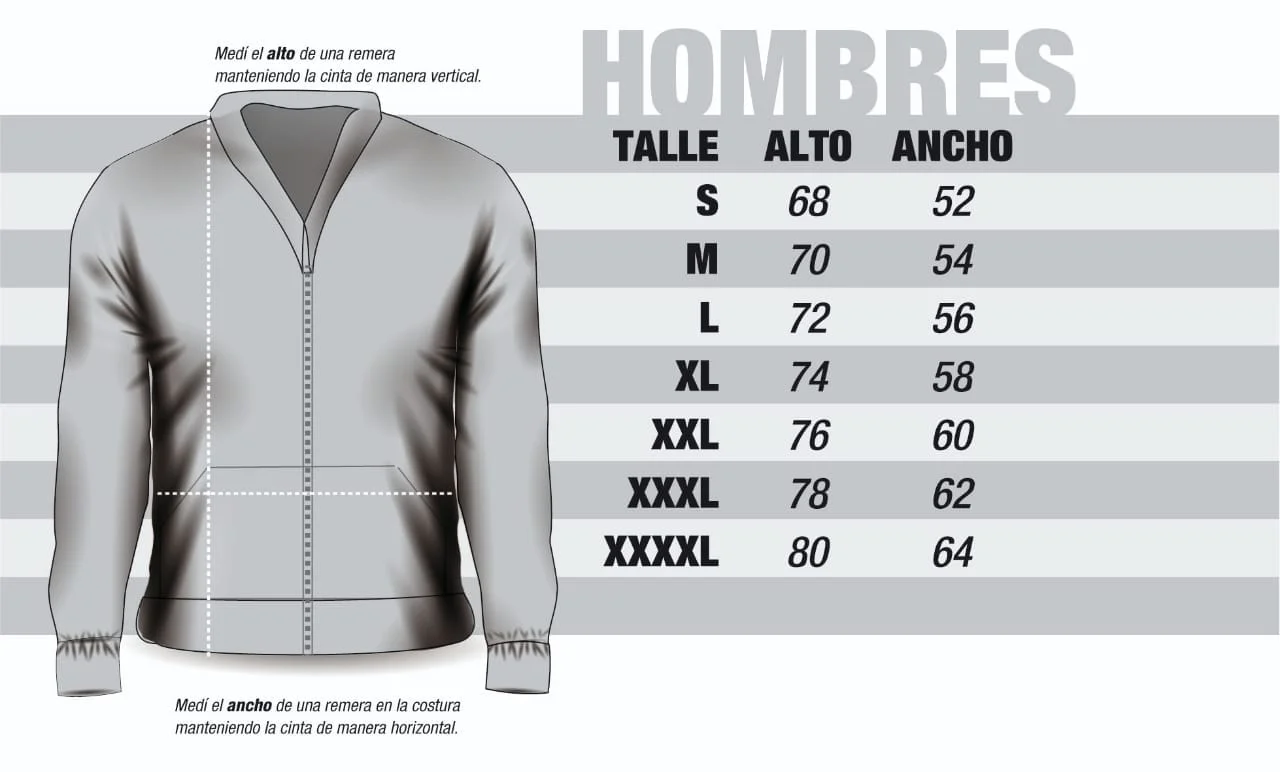 Medí el alto de una remera
manteniendo la cinta de manera vertical.
HOMBRES
TALLE ALTO ANCHO
S 68 52
M 70 54
L 72 56
XL 74 58
XXL 76 60
XXXL 78 62
XXXXL 80 64
Medí el ancho de una remera en la costura
manteniendo la cinta de manera horizontal.